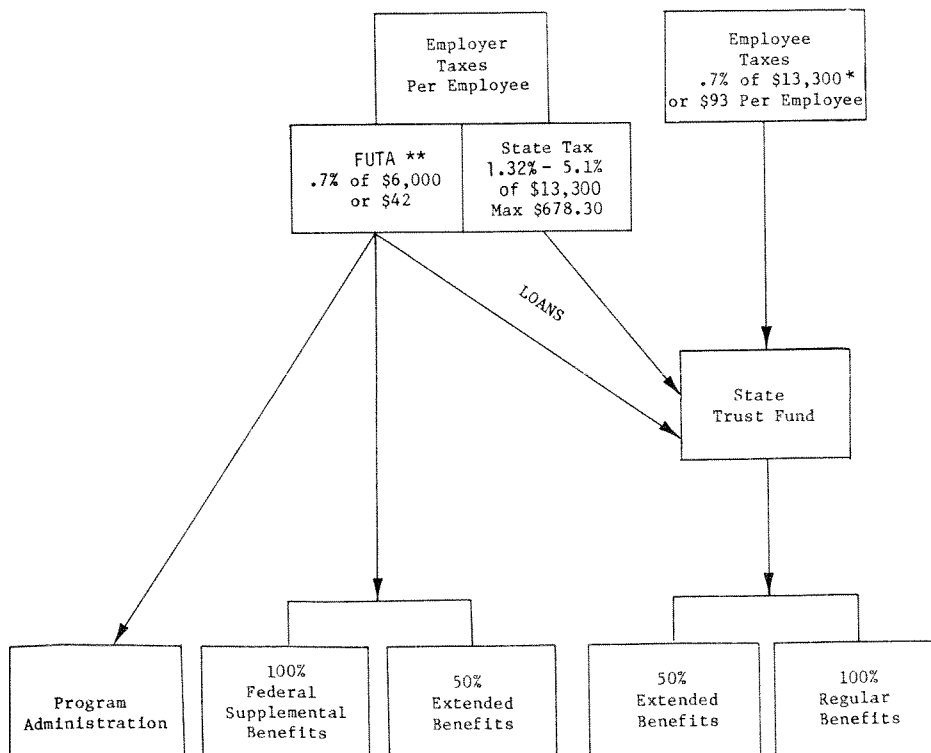 Employer
Taxes
Per Employee
Employee
Taxes
.7% of $13,300*
or $93 Per Employee
FUTA **
.7% of $6,000
or $42
State Tax
1.32% - 5.1%
of $13,300
Max $678.30
LOANS
State
Trust Fund
Program
Administration
100%
Federal
Supplemental
Benefits
50%
Extended
Benefits
50%
Extended
Benefits
100%
Regular
Benefits